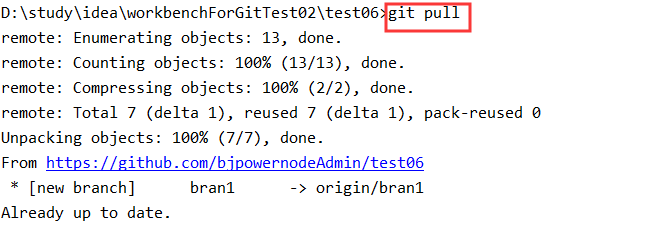 D:\study\idea\workbenchForGitTest02\test06>git pull
remote: Enumerating objects: 13, done.
remote: Counting objects: 100% (13/13), done.
remote: Compressing objects: 100% (2/2), done.
remote: Total 7 (delta 1), reused 7 (delta 1), pack-reused 0
Unpacking objects: 100% (7/7), done.
From https://github.com/bjpowernodeAdmin/test06
 * [new branch]      bran1      -> origin/bran1
Already up to date.